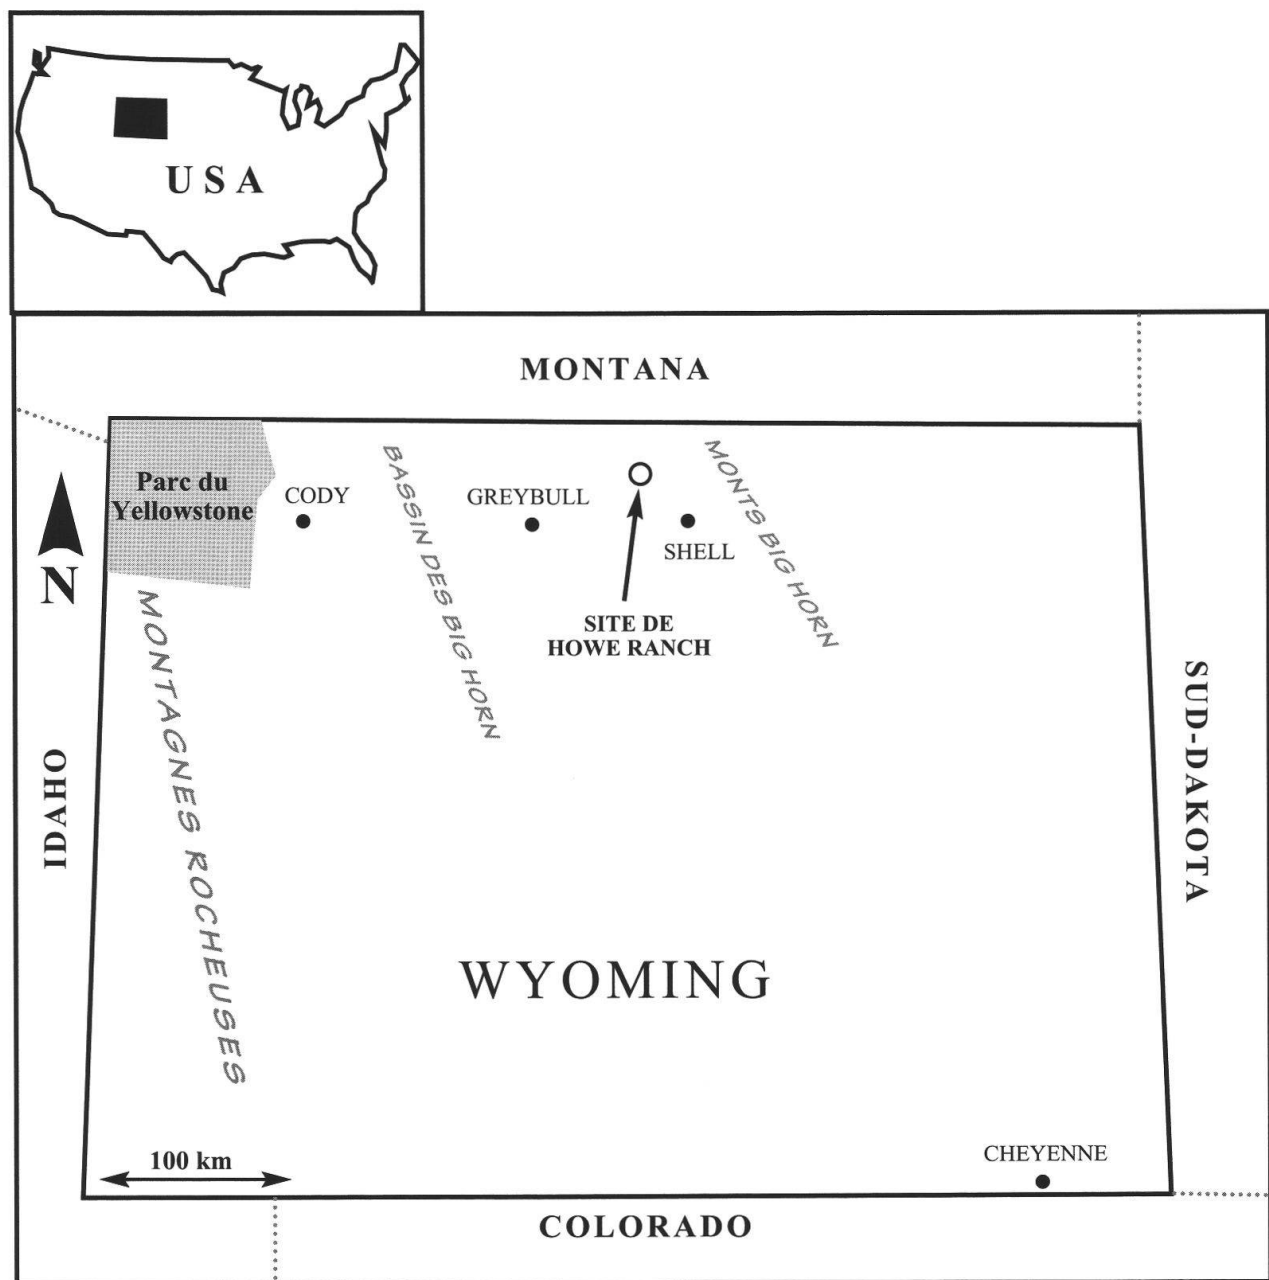 USA
MONTANA
Parc du
Yellowstone
CODY
BASSIN DES BIG HORN
GREYBULL
MONTS BIG HORN
SHELL
N
SITE DE
HOWE RANCH
MONTAGNES ROCHEUSES
IDAHO
SUD-DAKOTA
WYOMING
100 km
CHEYENNE
COLORADO